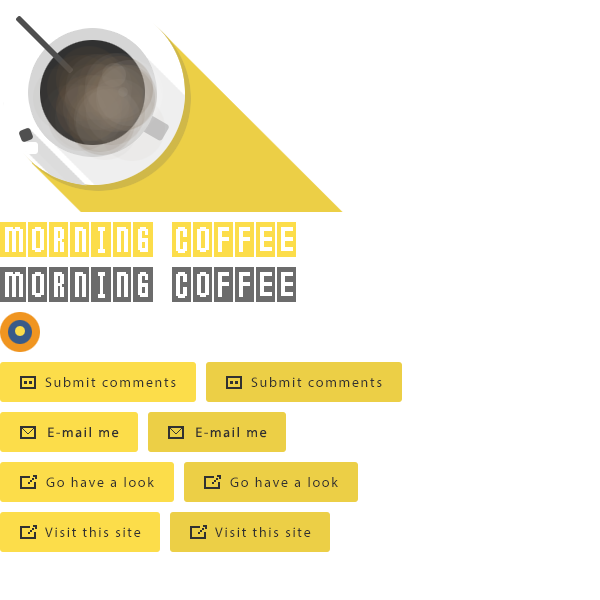 MORNING COFFEE
MORNING COFFEE
Submit comments Submit comments
E-mail me E-mail me
Go have a look Go have a look
Visit this site Visit this site